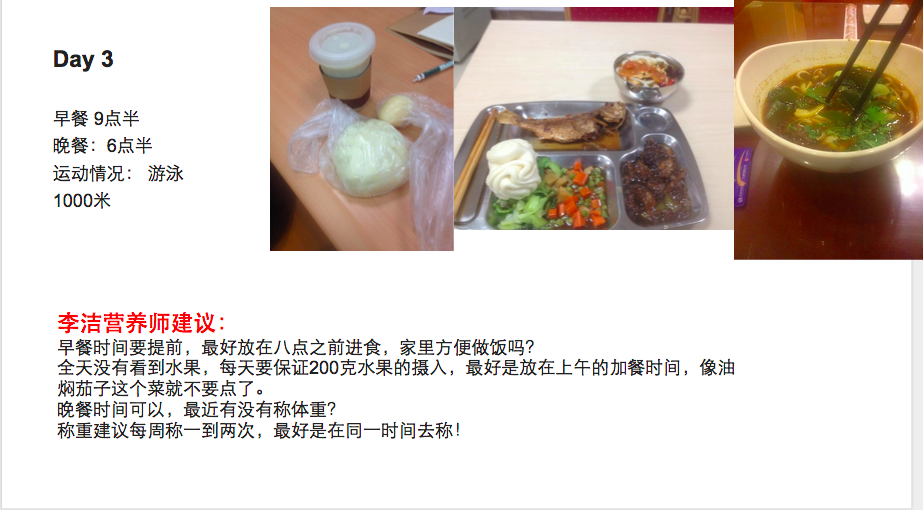 Day 3
早餐 9点半
晚餐：6点半
运动情况： 游泳
1000米
李洁营养师建议：
早餐时间要提前，最好放在八点之前进食，家里方便做饭吗？
全天没有看到水果，每天要保证200克水果的摄入，最好是放在上午的加餐时间，像油
焖茄子这个菜就不要点了。
晚餐时间可以，最近有没有称体重？
称重建议每周称一到两次，最好是在同一时间去称！